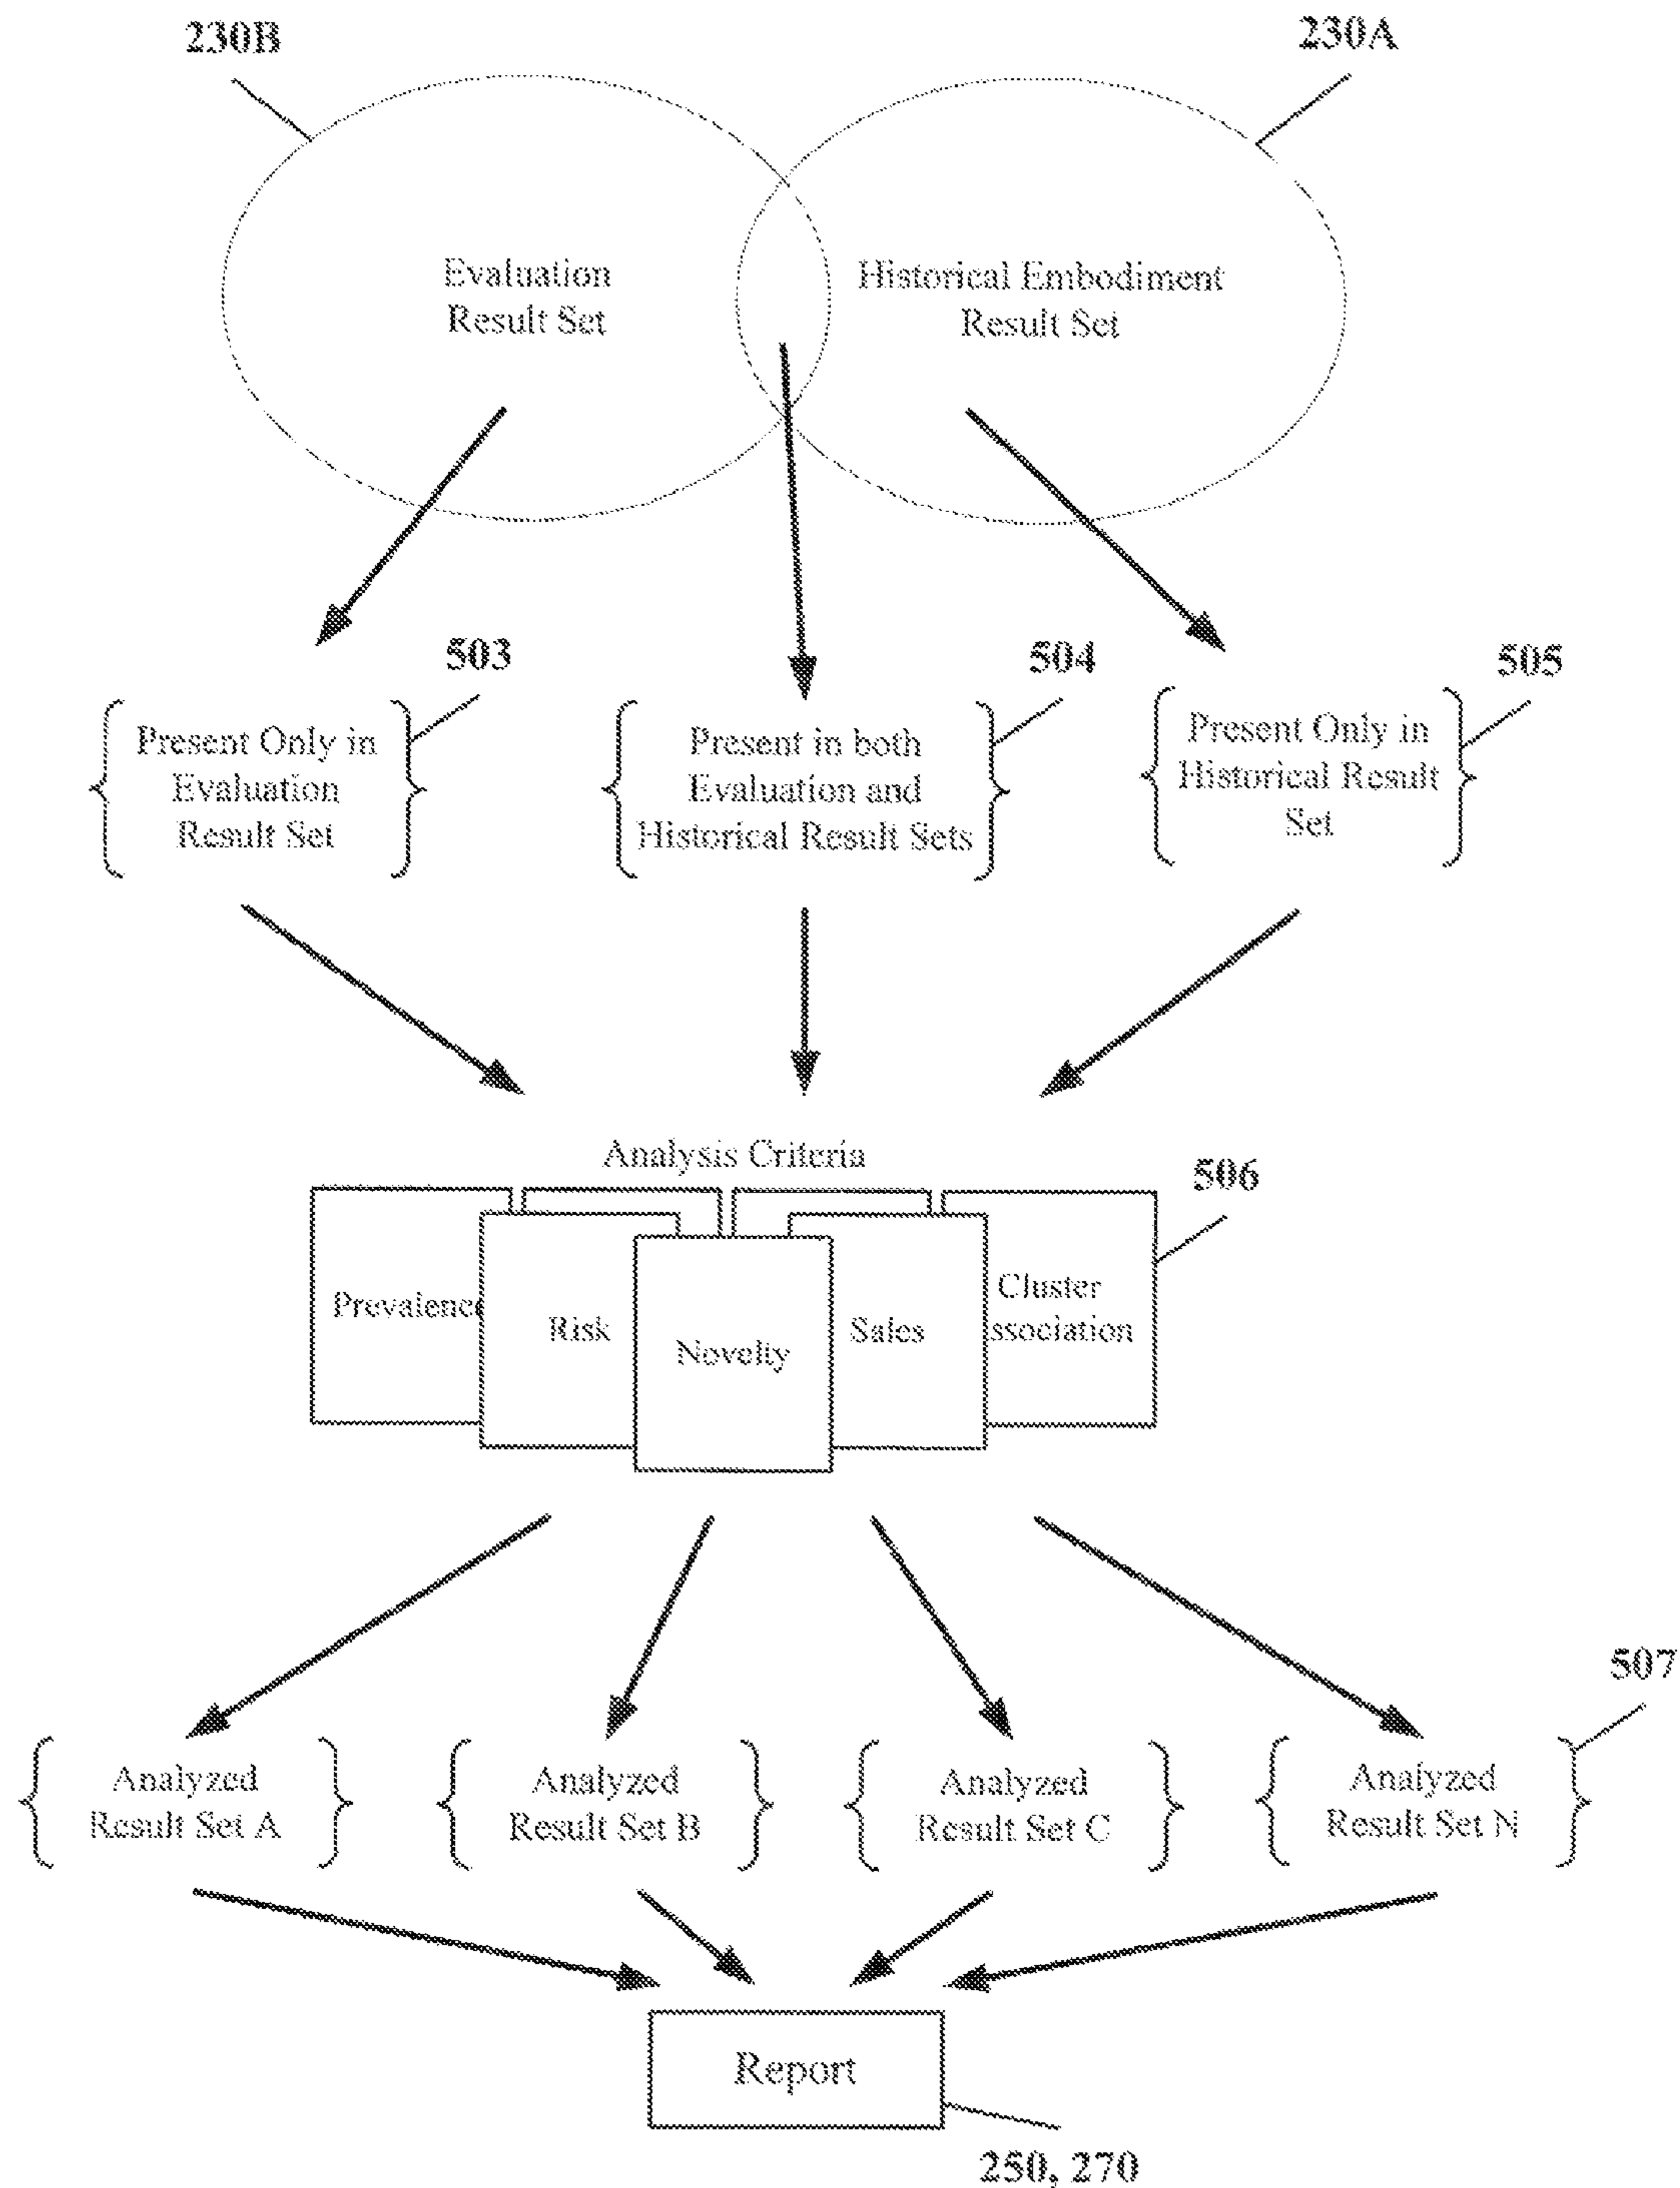 230B
230A
Evaluation
Result Set
Historical Embodiment
Result Set
503
504
505
Present Only in
Evaluation
Result Set
Present in both
Evaluation and
Historical Result Sets
Present Only in
Historical Result
Set
Analysis Criteria
506
Prevalence
Risk
Novelty
Sales
Cluster
ssociation
507
Analyzed
Result Set A
Analyzed
Result Set B
Analyzed
Result Set C
Analyzed
Result Set N
Report
250, 270